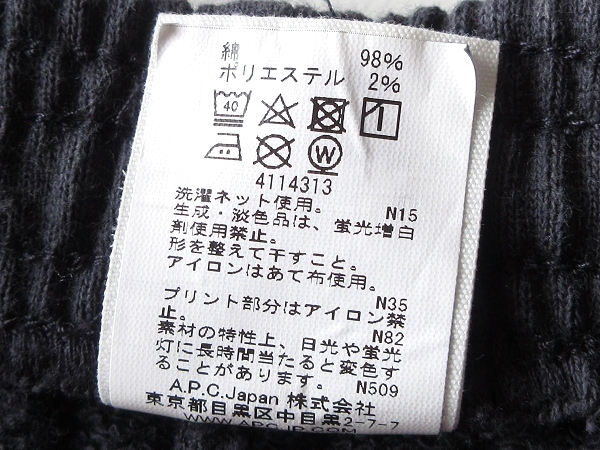 綿 98%
ポリエステル 2%
40
W
4114313
洗濯ネット使用。 N15
生成・淡色品は、蛍光増白
剤使用禁止。
形を整えて干すこと。
アイロンはあて布使用。
N35
プリント部分はアイロン禁
止。 N82
素材の特性上、日光や蛍光
灯に長時間当たると変色す
ることがあります。 N509
A.P.C.Japan 株式会社
東京都目黒区中目黒2-7-7
WWW.APCJP.COM